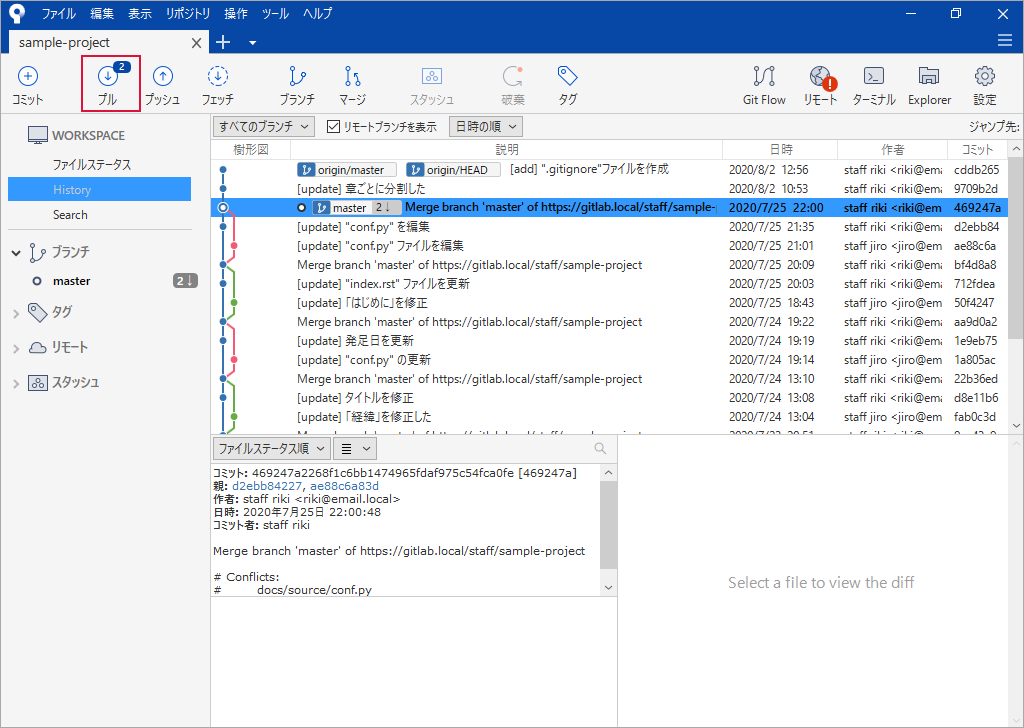 ファイル 編集 表示 リポジトリ 操作 ツール ヘルプ
sample-project
コミット プル 2 プッシュ フェッチ ブランチ マージ スタッシュ 破棄 タグ Git Flow リモート ターミナル Explorer 設定
WORKSPACE
ファイルステータス
History
Search
ブランチ
master 2↓
タグ
リモート
スタッシュ
すべてのブランチ リモートブランチを表示 日時の順 ジャンプ先:
樹形図 説明 日時 作者 コミット
origin/master origin/HEAD [add] ".gitignore"ファイルを作成 2020/8/2 12:56 staff riki <riki@ema cddb265
[update] 章ごとに分割した 2020/8/2 10:53 staff riki <riki@ema 9709b2d
master 2↓ Merge branch 'master' of https://gitlab.local/staff/sample- 2020/7/25 22:00 staff riki <riki@em 469247a
[update] "conf.py" を編集 2020/7/25 21:35 staff riki <riki@ema d2ebb84
[update] "conf.py" ファイルを編集 2020/7/25 21:01 staff jiro <jiro@ema ae88c6a
Merge branch 'master' of https://gitlab.local/staff/sample-project 2020/7/25 20:09 staff riki <riki@ema bf4d8a8
[update] "index.rst" ファイルを更新 2020/7/25 20:03 staff riki <riki@ema 712fdea
[update] 「はじめに」を修正 2020/7/25 18:43 staff jiro <jiro@ema 50f4247
Merge branch 'master' of https://gitlab.local/staff/sample-project 2020/7/24 19:22 staff riki <riki@ema aa9d0a2
[update] 発足日を更新 2020/7/24 19:19 staff riki <riki@ema 1e9eb75
[update] "conf.py" の更新 2020/7/24 19:14 staff jiro <jiro@ema 1a805ac
Merge branch 'master' of https://gitlab.local/staff/sample-project 2020/7/24 13:10 staff riki <riki@ema 22b36ed
[update] タイトルを修正 2020/7/24 13:08 staff riki <riki@ema d8e11b6
[update] 「経緯」を修正した 2020/7/24 13:04 staff jiro <jiro@ema fab0c3d
ファイルステータス順
コミット: 469247a2268f1c6bb1474965fdaf975c54fca0fe [469247a]
親: d2ebb84227, ae88c6a83d
作者: staff riki <riki@email.local>
日時: 2020年7月25日 22:00:48
コミット者: staff riki
Merge branch 'master' of https://gitlab.local/staff/sample-project
# Conflicts:
# docs/source/conf.py
Select a file to view the diff